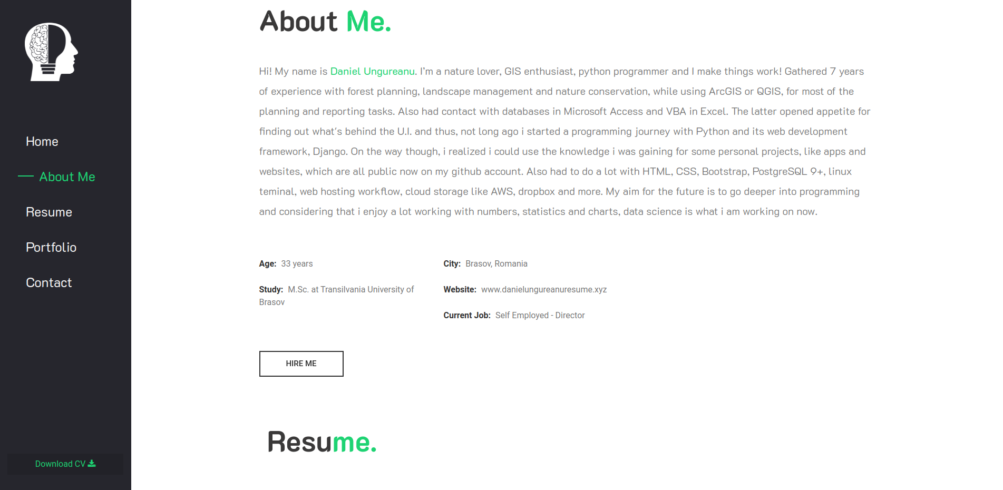 Home
About Me
Resume
Portfolio
Contact
Download CV
About Me.
Hi! My name is Daniel Ungureanu. I'm a nature lover, GIS enthusiast, python programmer and I make things work! Gathered 7 years
of experience with forest planning, landscape management and nature conservation, while using ArcGIS or QGIS, for most of the
planning and reporting tasks. Also had contact with databases in Microsoft Access and VBA in Excel. The latter opened appetite for
finding out what's behind the U.I. and thus, not long ago i started a programming journey with Python and its web development
framework, Django. On the way though, i realized i could use the knowledge i was gaining for some personal projects, like apps and
websites, which are all public now on my github account. Also had to do a lot with HTML, CSS, Bootstrap, PostgreSQL 9+, linux
teminal, web hosting workflow, cloud storage like AWS, dropbox and more. My aim for the future is to go deeper into programming
and considering that i enjoy a lot working with numbers, statistics and charts, data science is what i am working on now.
Age: 33 years
Study: M.Sc. at Transilvania University of
Brasov
City: Brasov, Romania
Website: www.danielungureanuresume.xyz
Current Job: Self Employed - Director
HIRE ME
Resume.